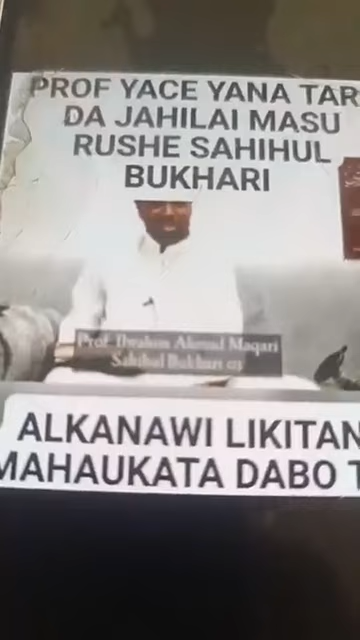 PROF YACE YANA TAR
DA JAHILAI MASU
RUSHE SAHIHUL
BUKHARI
Prof Ibrahim Ahmad Maqari
Sahihul Bukhari 03
ALKANAWI LIKITAN
MAHAUKATA DABO T